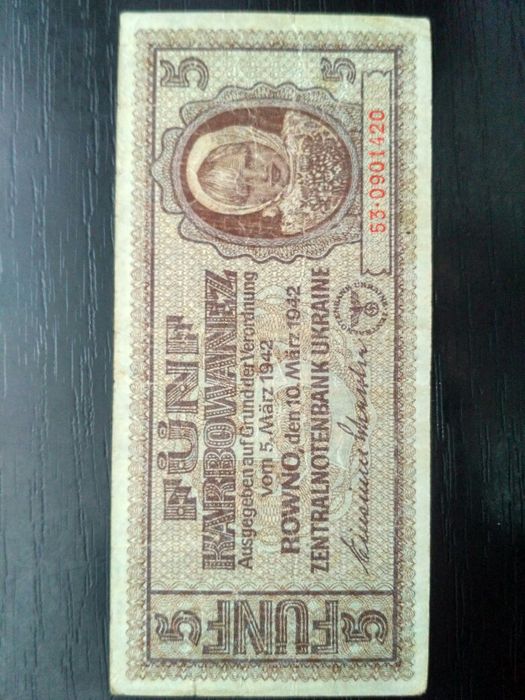 5
FÜNF
5
FÜNF
KARBOWANEZ
Ausgegeben auf Grund der Verordnung
vom 5. März 1942
ROWNO, den 10. März 1942
ZENTRALNOTENBANK UKRAINE
5
5
53·0901420